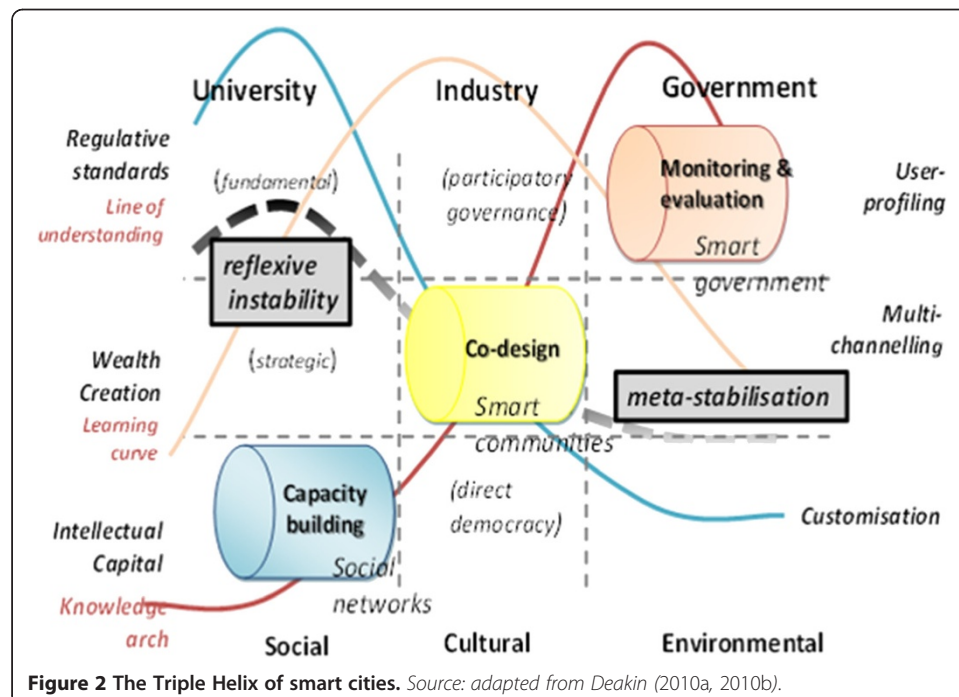 University
Industry
Government
Regulative
standards
Line of
understanding
(fundamental)
(participatory
governance)
Monitoring &
evaluation
Smart
government
User-
profiling
reflexive
instability
(strategic)
Wealth
Creation
Learning
curve
Co-design
Smart
communities
Multi-
channelling
meta-stabilisation
Capacity
building
Social
networks
(direct
democracy)
Customisation
Intellectual
Capital
Knowledge
arch
Social
Cultural
Environmental
Figure 2 The Triple Helix of smart cities. Source: adapted from Deakin (2010a, 2010b).